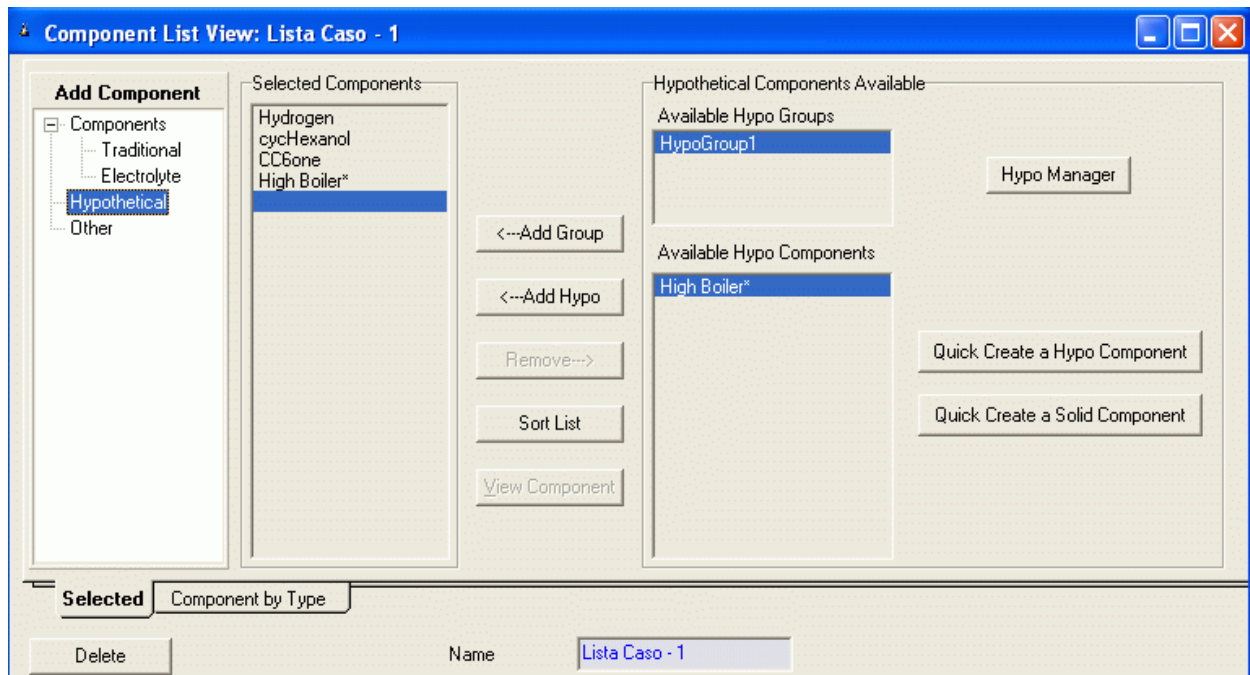 Component List View: Lista Caso - 1
Add Component
Components
Traditional
Electrolyte
Hypothetical
Other
Selected Components
Hydrogen
cycHexanol
CC6one
High Boiler*
<---Add Group
<---Add Hypo
Remove--->
Sort List
View Component
Hypothetical Components Available
Available Hypo Groups
HypoGroup1
Hypo Manager
Available Hypo Components
High Boiler*
Quick Create a Hypo Component
Quick Create a Solid Component
Selected
Component by Type
Delete
Name
Lista Caso - 1